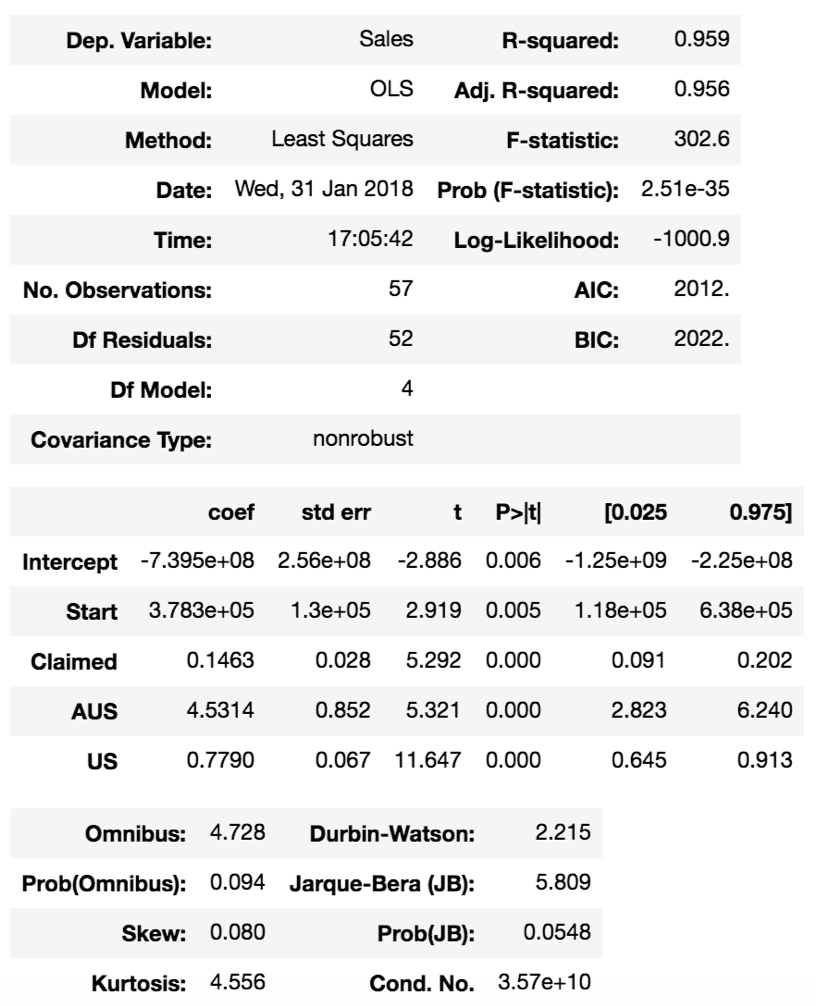 Dep. Variable: Sales R-squared: 0.959
Model: OLS Adj. R-squared: 0.956
Method: Least Squares F-statistic: 302.6
Date: Wed, 31 Jan 2018 Prob (F-statistic): 2.51e-35
Time: 17:05:42 Log-Likelihood: -1000.9
No. Observations: 57 AIC: 2012.
Df Residuals: 52 BIC: 2022.
Df Model: 4
Covariance Type: nonrobust
coef std err t P>|t| [0.025 0.975]
Intercept -7.395e+08 2.56e+08 -2.886 0.006 -1.25e+09 -2.25e+08
Start 3.783e+05 1.3e+05 2.919 0.005 1.18e+05 6.38e+05
Claimed 0.1463 0.028 5.292 0.000 0.091 0.202
AUS 4.5314 0.852 5.321 0.000 2.823 6.240
US 0.7790 0.067 11.647 0.000 0.645 0.913
Omnibus: 4.728 Durbin-Watson: 2.215
Prob(Omnibus): 0.094 Jarque-Bera (JB): 5.809
Skew: 0.080 Prob(JB): 0.0548
Kurtosis: 4.556 Cond. No. 3.57e+10